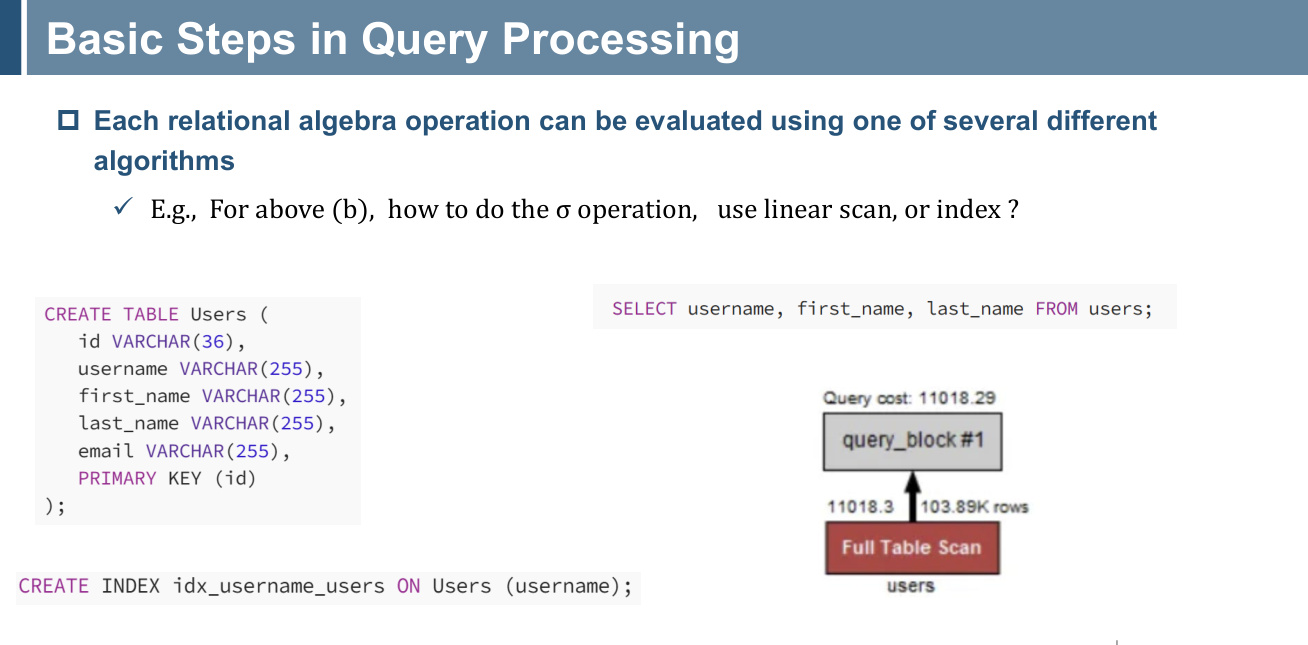 Basic Steps in Query Processing
Each relational algebra operation can be evaluated using one of several different
algorithms
E.g., For above (b), how to do the σ operation, use linear scan, or index ?
CREATE TABLE Users (
id VARCHAR(36),
username VARCHAR(255),
first_name VARCHAR(255),
last_name VARCHAR(255),
email VARCHAR(255),
PRIMARY KEY (id)
);
CREATE INDEX idx_username_users ON Users (username);
SELECT username, first_name, last_name FROM users;
Query cost: 11018.29
query_block #1
11018.3 103.89K rows
Full Table Scan
users